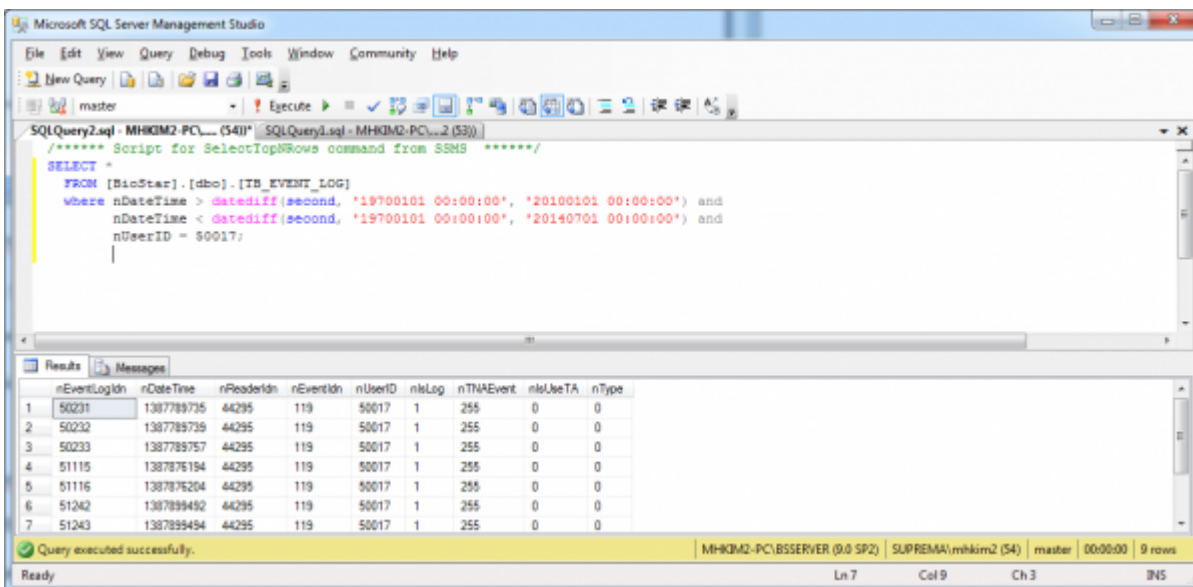 Microsoft SQL Server Management Studio
File Edit View Query Debug Tools Window Community Help
New Query
master Execute
SQLQuery2.sql - MHKIM2-PC\..... (54))* SQLQuery1.sql - MHKIM2-PC\....2 (53))
/****** Script for SelectTopNRows command from SSMS ******/
SELECT *
FROM [BioStar].[dbo].[TB_EVENT_LOG]
where nDateTime > datediff(second, '19700101 00:00:00', '20100101 00:00:00') and
nDateTime < datediff(second, '19700101 00:00:00', '20140701 00:00:00') and
nUserID = 50017;
Results Messages
nEventLogIdn nDateTime nReaderIdn nEventIdn nUserID nIsLog nTNAEvent nIsUseTA nType
1 50231 1387789735 44295 119 50017 1 255 0 0
2 50232 1387789739 44295 119 50017 1 255 0 0
3 50233 1387789757 44295 119 50017 1 255 0 0
4 51115 1387876194 44295 119 50017 1 255 0 0
5 51116 1387876204 44295 119 50017 1 255 0 0
6 51242 1387899492 44295 119 50017 1 255 0 0
7 51243 1387899494 44295 119 50017 1 255 0 0
Query executed successfully. MHKIM2-PC\BSSERVER (9.0 SP2) SUPREMA\mhkim2 (54) master 00:00:00 9 rows
Ready Ln 7 Col 9 Ch 3 INS